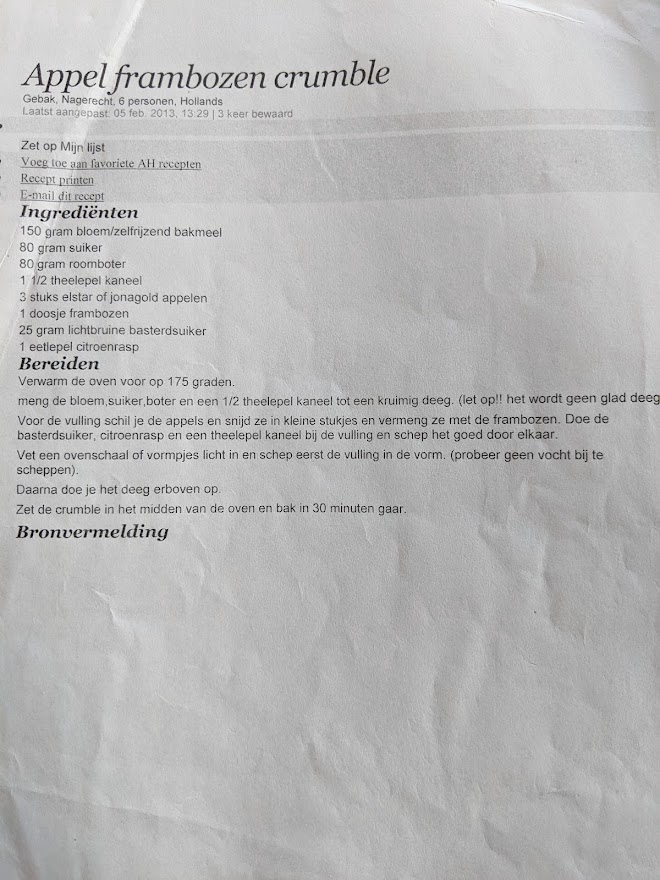 Appel frambozen crumble
Gebak, Nagerecht, 6 personen, Hollands
Laatst aangepast: 05 feb. 2013, 13:29 | 3 keer bewaard
Zet op Mijn lijst
Voeg toe aan favoriete AH recepten
Recept printen
E-mail dit recept
Ingrediënten
150 gram bloem/zelfrijzend bakmeel
80 gram suiker
80 gram roomboter
1 1/2 theelepel kaneel
3 stuks elstar of jonagold appelen
1 doosje frambozen
25 gram lichtbruine basterdsuiker
1 eetlepel citroenrasp
Bereiden
Verwarm de oven voor op 175 graden.
meng de bloem,suiker,boter en een 1/2 theelepel kaneel tot een kruimig deeg. (let op!! het wordt geen glad deeg
Voor de vulling schil je de appels en snijd ze in kleine stukjes en vermeng ze met de frambozen. Doe de
basterdsuiker, citroenrasp en een theelepel kaneel bij de vulling en schep het goed door elkaar.
Vet een ovenschaal of vormpjes licht in en schep eerst de vulling in de vorm. (probeer geen vocht bij te
scheppen).
Daarna doe je het deeg erboven op.
Zet de crumble in het midden van de oven en bak in 30 minuten gaar.
Bronvermelding